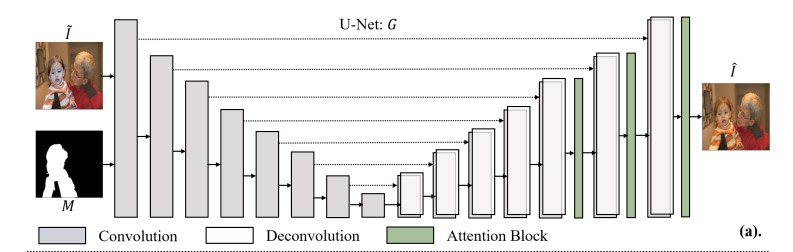 U-Net: G
Ĩ
Î
M
(a).
Convolution
Deconvolution
Attention Block